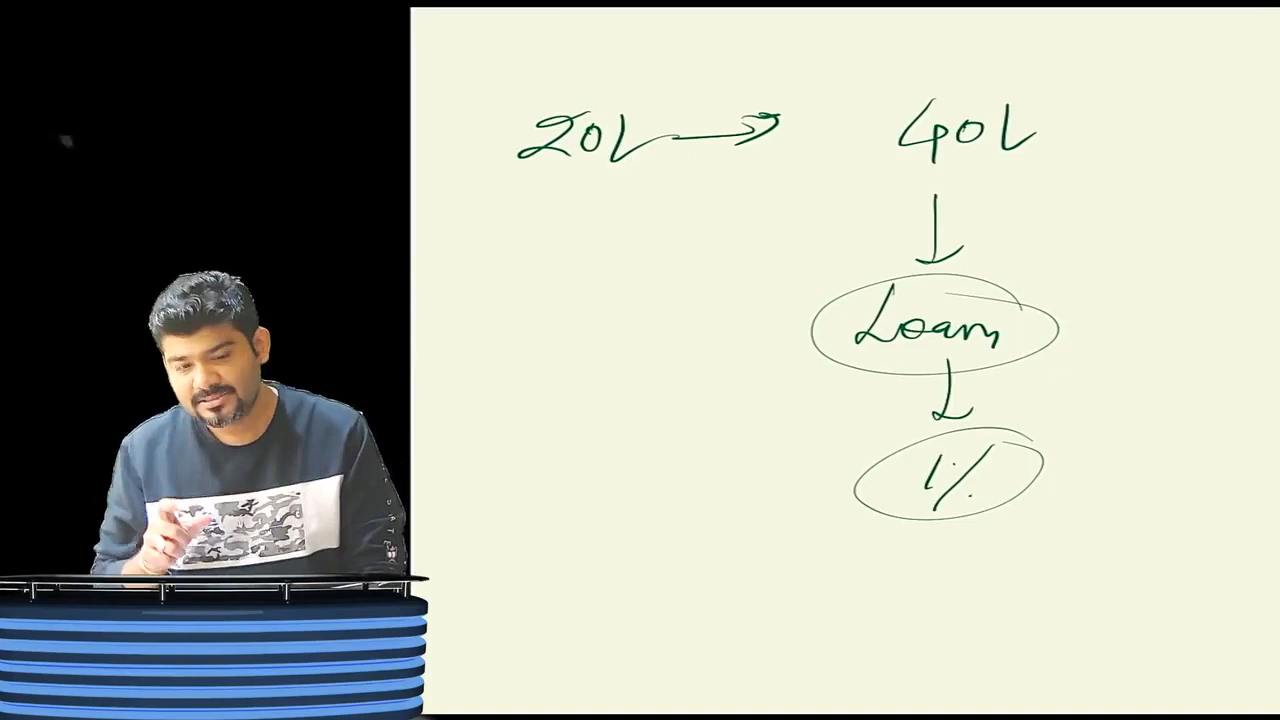 20L → 40L
↓
Loan
↓
1%